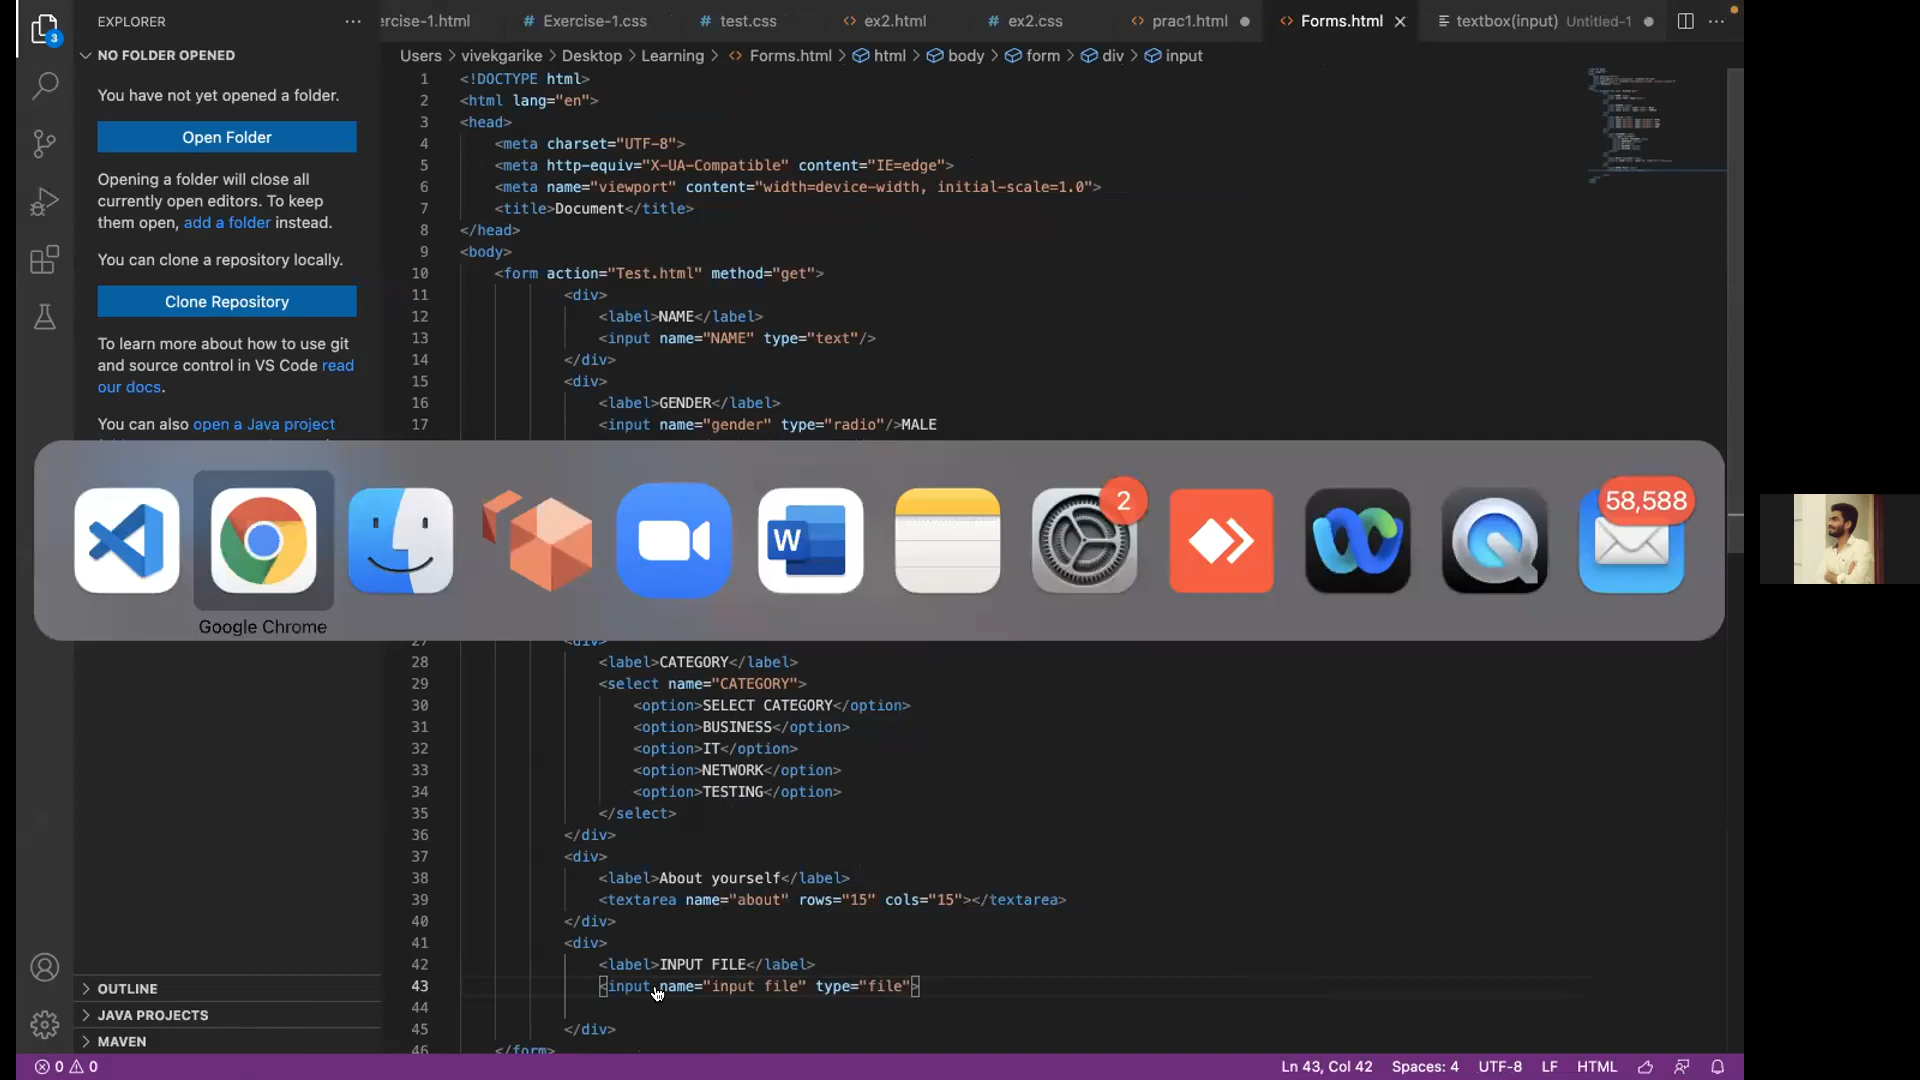 EXPLORER
NO FOLDER OPENED
You have not yet opened a folder.
Open Folder
Opening a folder will close all
currently open editors. To keep
them open, add a folder instead.
You can clone a repository locally.
Clone Repository
To learn more about how to use git
and source control in VS Code read
our docs.
You can also open a Java project
3
ercise-1.html
# Exercise-1.css
# test.css
<> ex2.html
# ex2.css
<> prac1.html
<> Forms.html
textbox(input) Untitled-1
Users > vivekgarike > Desktop > Learning > <> Forms.html > html > body > form > div > input
1 <!DOCTYPE html>
2 <html lang="en">
3 <head>
4 <meta charset="UTF-8">
5 <meta http-equiv="X-UA-Compatible" content="IE=edge">
6 <meta name="viewport" content="width=device-width, initial-scale=1.0">
7 <title>Document</title>
8 </head>
9 <body>
10 <form action="Test.html" method="get">
11 <div>
12 <label>NAME</label>
13 <input name="NAME" type="text"/>
14 </div>
15 <div>
16 <label>GENDER</label>
17 <input name="gender" type="radio"/>MALE
W
2
58,588
Google Chrome
27 <div>
28 <label>CATEGORY</label>
29 <select name="CATEGORY">
30 <option>SELECT CATEGORY</option>
31 <option>BUSINESS</option>
32 <option>IT</option>
33 <option>NETWORK</option>
34 <option>TESTING</option>
35 </select>
36 </div>
37 <div>
38 <label>About yourself</label>
39 <textarea name="about" rows="15" cols="15"></textarea>
40 </div>
41 <div>
42 <label>INPUT FILE</label>
43 <input name="input file" type="file">
44
45 </div>
46 </form>
OUTLINE
JAVA PROJECTS
MAVEN
0 0
Ln 43, Col 42 Spaces: 4 UTF-8 LF HTML